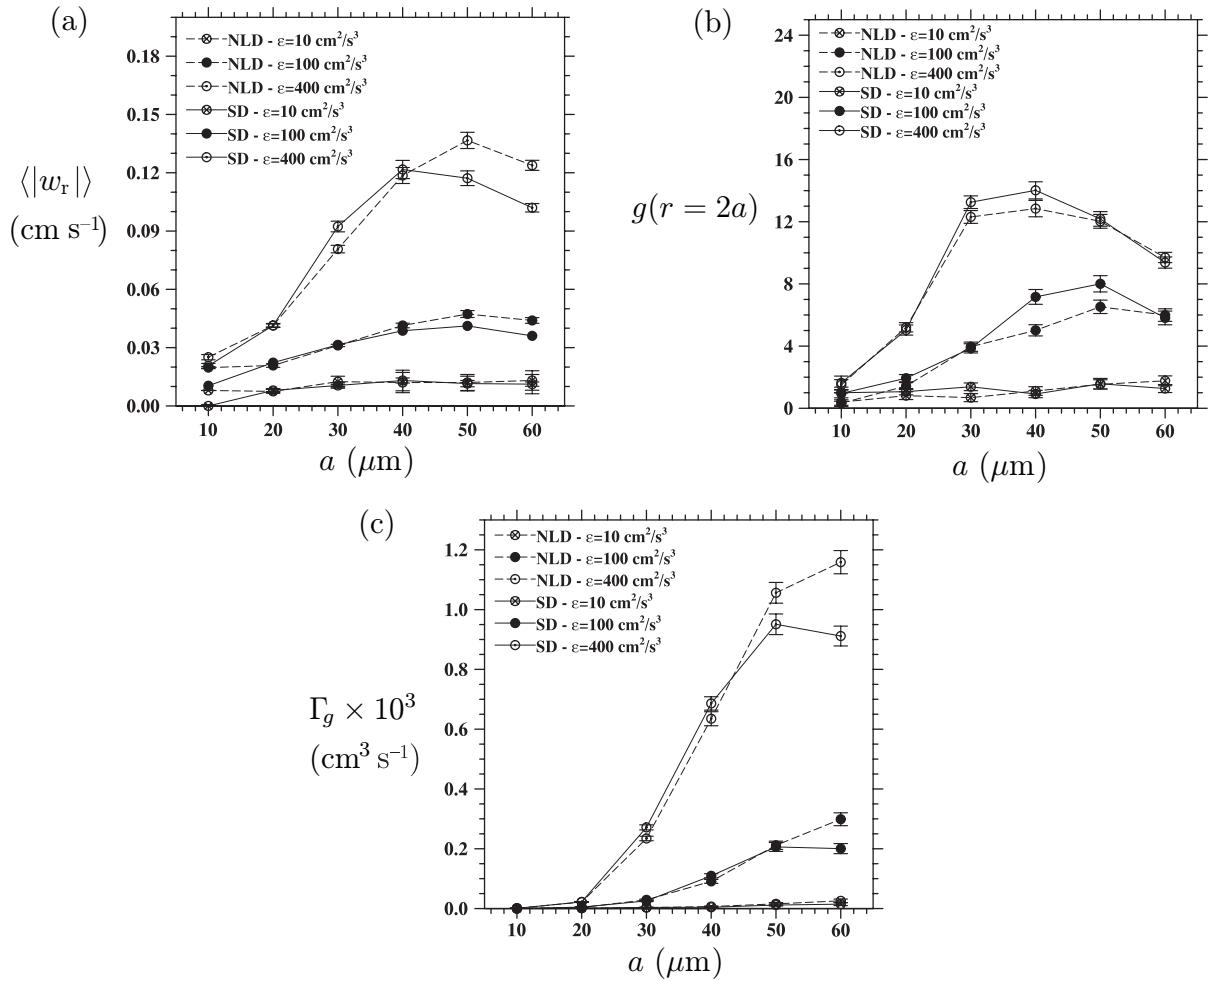 (a)
0.18
0.15
0.12
0.09
0.06
0.03
0.00
NLD - ε=10 cm²/s³
NLD - ε=100 cm²/s³
NLD - ε=400 cm²/s³
SD - ε=10 cm²/s³
SD - ε=100 cm²/s³
SD - ε=400 cm²/s³
⟨|wᵣ|⟩
(cm s⁻¹)
10 20 30 40 50 60
a (μm)
(b)
24
20
16
12
8
4
0
NLD - ε=10 cm²/s³
NLD - ε=100 cm²/s³
NLD - ε=400 cm²/s³
SD - ε=10 cm²/s³
SD - ε=100 cm²/s³
SD - ε=400 cm²/s³
g(r = 2a)
10 20 30 40 50 60
a (μm)
(c)
1.2
1.0
0.8
0.6
0.4
0.2
0.0
NLD - ε=10 cm²/s³
NLD - ε=100 cm²/s³
NLD - ε=400 cm²/s³
SD - ε=10 cm²/s³
SD - ε=100 cm²/s³
SD - ε=400 cm²/s³
Γ_g × 10³
(cm³ s⁻¹)
10 20 30 40 50 60
a (μm)